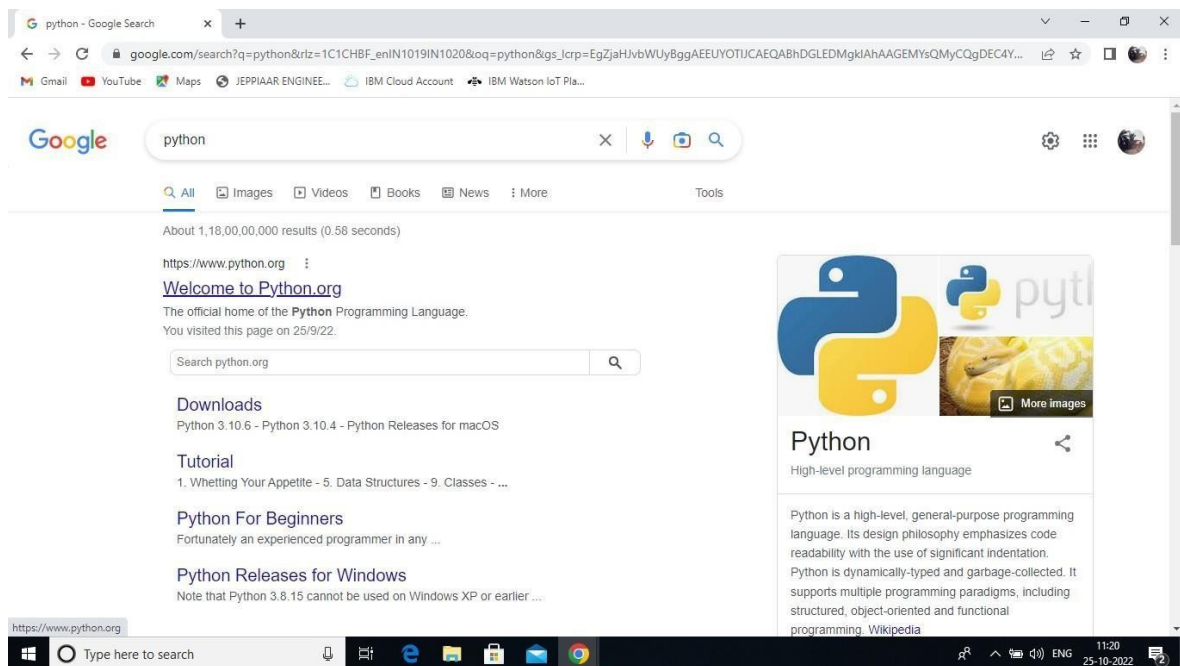 python - Google Search
google.com/search?q=python&rlz=1C1CHBF_enIN1019IN1020&oq=python&gs_lcrp=EgZjaHJvbWUyBggAEEUYOTIJCAEQABhDGLEDMgkIAhAAGEMYsQMyCQgDEC4Y...
Gmail YouTube Maps JEPPIAAR ENGINEE... IBM Cloud Account IBM Watson IoT Pla...
Google python
All Images Videos Books News More Tools
About 1,18,00,00,000 results (0.58 seconds)
https://www.python.org
Welcome to Python.org
The official home of the Python Programming Language.
You visited this page on 25/9/22.
Search python.org
Downloads
Python 3.10.6 - Python 3.10.4 - Python Releases for macOS
Tutorial
1. Whetting Your Appetite - 5. Data Structures - 9. Classes - ...
Python For Beginners
Fortunately an experienced programmer in any ...
Python Releases for Windows
Note that Python 3.8.15 cannot be used on Windows XP or earlier ...
pytl
More images
Python
High-level programming language
Python is a high-level, general-purpose programming
language. Its design philosophy emphasizes code
readability with the use of significant indentation.
Python is dynamically-typed and garbage-collected. It
supports multiple programming paradigms, including
structured, object-oriented and functional
programming. Wikipedia
https://www.python.org
Type here to search
ENG
11:20
25-10-2022
2